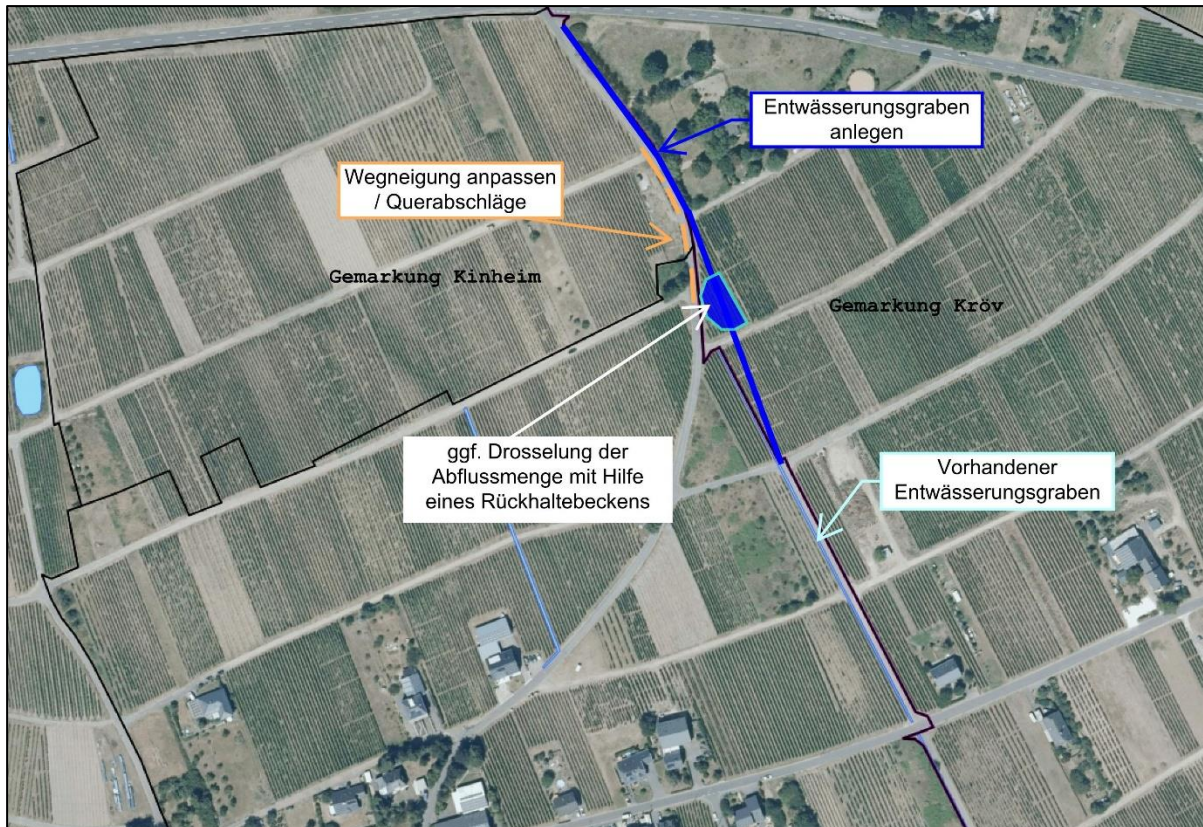 Entwässerungsgraben
anlegen
Wegneigung anpassen
/ Querabschläge
Gemarkung Kinheim
Gemarkung Kröv
ggf. Drosselung der
Abflussmenge mit Hilfe
eines Rückhaltebeckens
Vorhandener
Entwässerungsgraben